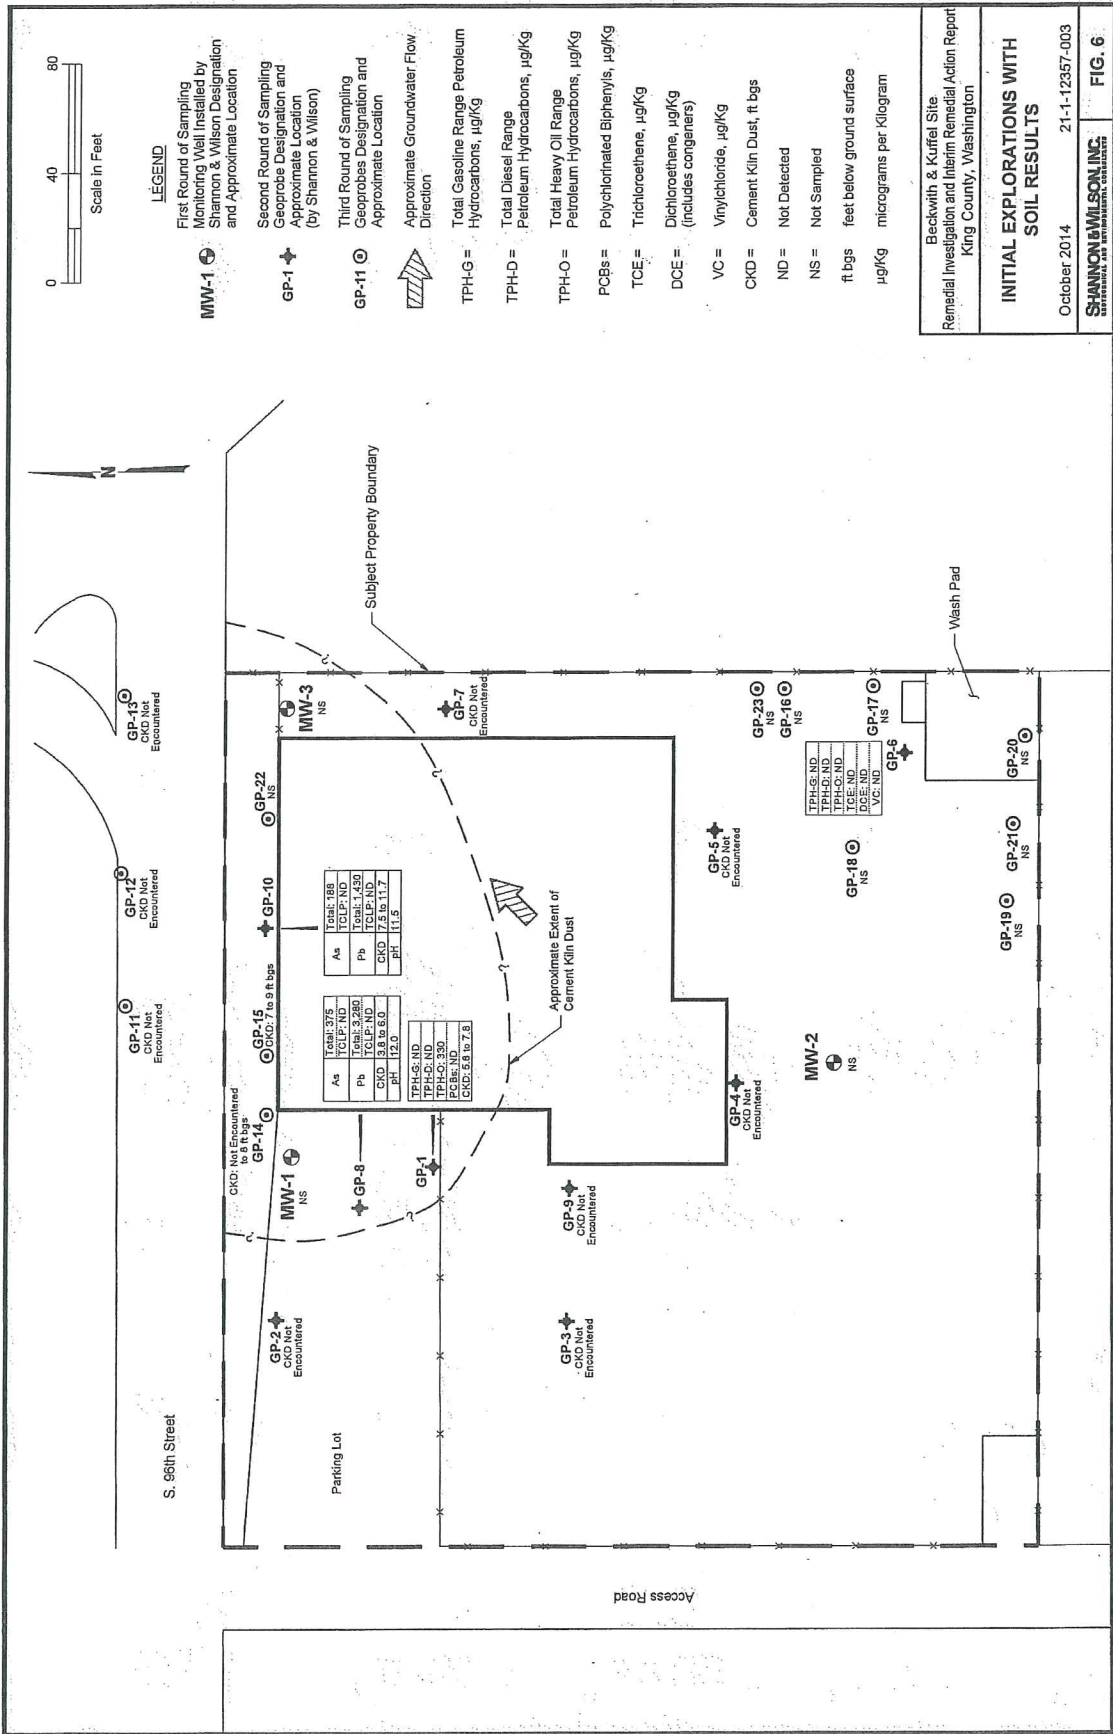 S. 96th Street
Access Road
Parking Lot
GP-2
CKD Not
Encountered
GP-3
CKD Not
Encountered
CKD: Not Encountered
to 8 ft bgs
GP-14
MW-1
NS
GP-8
GP-1
GP-9
CKD Not
Encountered
GP-4
CKD Not
Encountered
MW-2
NS
GP-11
CKD Not
Encountered
GP-15
CKD: 7 to 9 ft bgs
As Total: 375
TCLP: ND
Pb Total: 3,280
TCLP: ND
CKD 3.8 to 6.0
pH 12.0
TPH-G: ND
TPH-D: ND
TPH-O: 330
PCBs: ND
CKD: 5.8 to 7.8
GP-12
CKD Not
Encountered
GP-10
As Total: 188
TCLP: ND
Pb Total: 1,430
TCLP: ND
CKD 7.5 to 11.7
pH 11.5
GP-13
CKD Not
Encountered
GP-22
NS
MW-3
NS
GP-7
CKD Not
Encountered
Subject Property Boundary
Approximate Extent of
Cement Kiln Dust
GP-5
CKD Not
Encountered
GP-23
NS
GP-16
NS
GP-17
NS
GP-6
TPH-G: ND
TPH-D: ND
TPH-O: ND
TCE: ND
DCE: ND
VC: ND
GP-18
NS
GP-19
NS
GP-21
NS
GP-20
NS
Wash Pad
N
?
?
?
?
?
?
0 40 80
Scale in Feet
LEGEND
MW-1 First Round of Sampling
Monitoring Well Installed by
Shannon & Wilson Designation
and Approximate Location
GP-1 Second Round of Sampling
Geoprobe Designation and
Approximate Location
(by Shannon & Wilson)
GP-11 Third Round of Sampling
Geoprobes Designation and
Approximate Location
Approximate Groundwater Flow
Direction
TPH-G = Total Gasoline Range Petroleum
Hydrocarbons, µg/Kg
TPH-D = Total Diesel Range
Petroleum Hydrocarbons, µg/Kg
TPH-O = Total Heavy Oil Range
Petroleum Hydrocarbons, µg/Kg
PCBs = Polychlorinated Biphenyls, µg/Kg
TCE = Trichloroethene, µg/Kg
DCE = Dichloroethene, µg/Kg
(includes congeners)
VC = Vinylchloride, µg/Kg
CKD = Cement Kiln Dust, ft bgs
ND = Not Detected
NS = Not Sampled
ft bgs feet below ground surface
µg/Kg micrograms per Kilogram
Beckwith & Kuffel Site
Remedial Investigation and Interim Remedial Action Report
King County, Washington
INITIAL EXPLORATIONS WITH
SOIL RESULTS
October 2014 21-1-12357-003
SHANNON & WILSON, INC.
GEOTECHNICAL AND ENVIRONMENTAL CONSULTANTS
FIG. 6